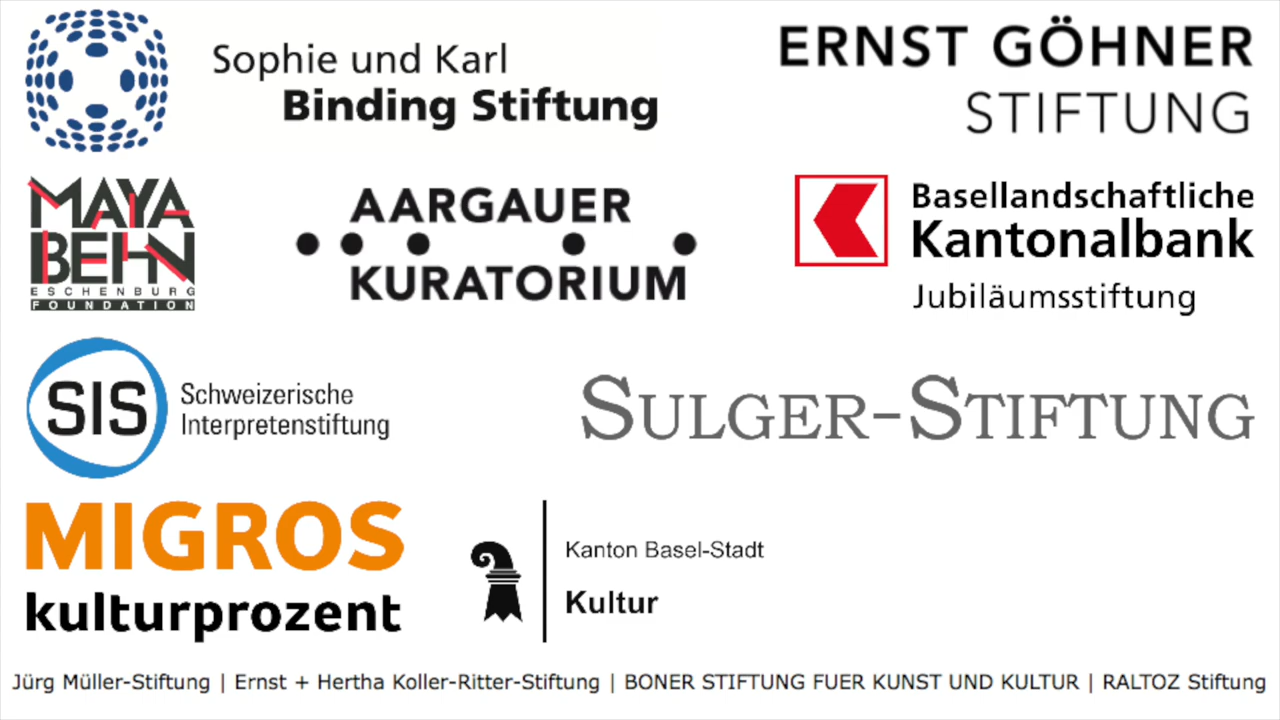 Sophie und Karl
Binding Stiftung
ERNST GÖHNER
STIFTUNG
MAYA
BEHN
ESCHENBURG
FOUNDATION
AARGAUER
KURATORIUM
Basellandschaftliche
Kantonalbank
Jubiläumsstiftung
SIS
Schweizerische
Interpretenstiftung
SULGER-STIFTUNG
MIGROS
kulturprozent
Kanton Basel-Stadt
Kultur
Jürg Müller-Stiftung | Ernst + Hertha Koller-Ritter-Stiftung | BONER STIFTUNG FUER KUNST UND KULTUR | RALTOZ Stiftung